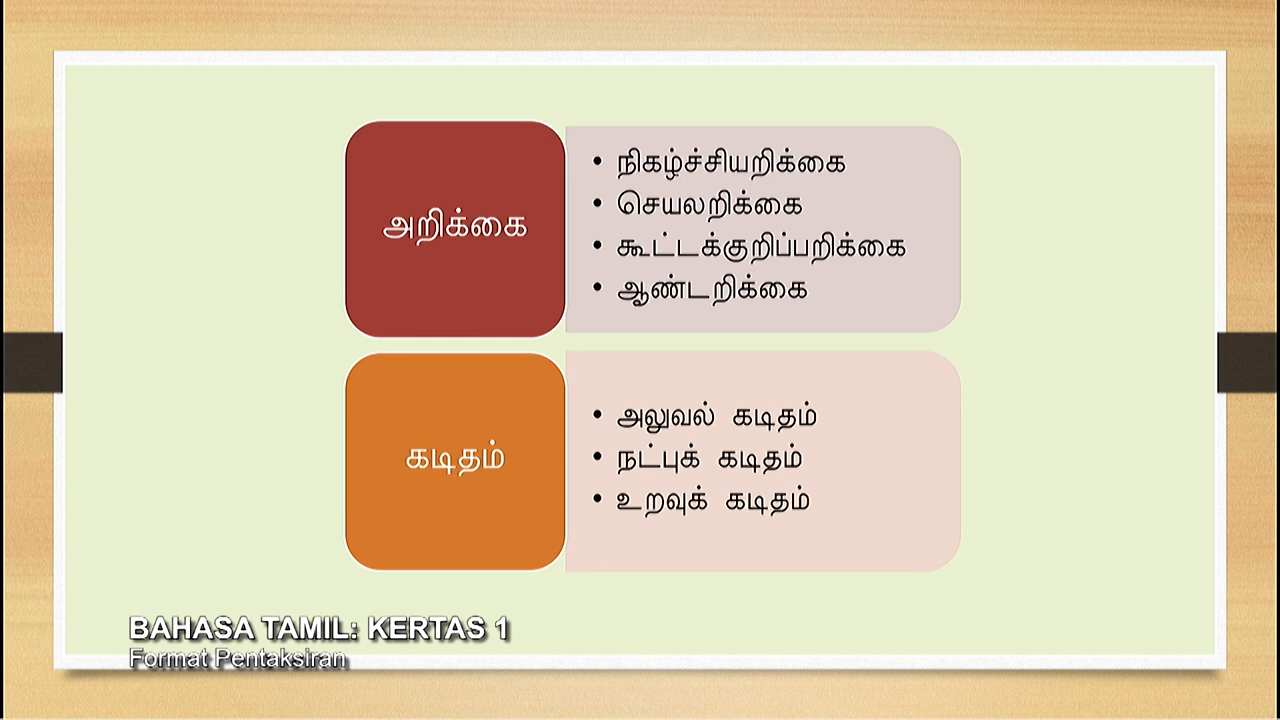 அறிக்கை
• நிகழ்ச்சியறிக்கை
• செயலறிக்கை
• கூட்டக்குறிப்பறிக்கை
• ஆண்டறிக்கை
கடிதம்
• அலுவல் கடிதம்
• நட்புக் கடிதம்
• உறவுக் கடிதம்
BAHASA TAMIL: KERTAS 1
Format Pentaksiran